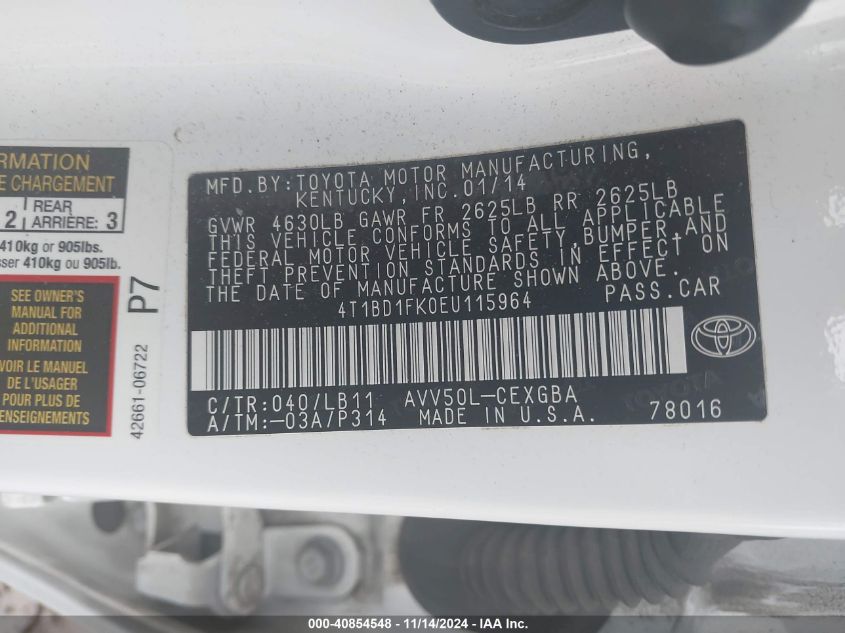 RMATION
E CHARGEMENT
2 REAR
ARRIÈRE: 3
410kg or 905lbs.
sser 410kg ou 905lb.
SEE OWNER'S
MANUAL FOR
ADDITIONAL
INFORMATION
VOIR LE MANUEL
DE L'USAGER
POUR PLUS DE
RENSEIGNEMENTS
42661-06722
P7
MFD. BY: TOYOTA MOTOR MANUFACTURING,
KENTUCKY, INC. 01/14
GVWR 4630LB GAWR FR 2625LB RR 2625LB
THIS VEHICLE CONFORMS TO ALL APPLICABLE
FEDERAL MOTOR VEHICLE SAFETY, BUMPER, AND
THEFT PREVENTION STANDARDS IN EFFECT ON
THE DATE OF MANUFACTURE SHOWN ABOVE.
4T1BD1FK0EU115964 PASS.CAR
C/TR: 040/LB11 AVV50L-CEXGBA
A/TM: -03A/P314 MADE IN U.S.A. 78016
000-40854548 - 11/14/2024 - IAA Inc.